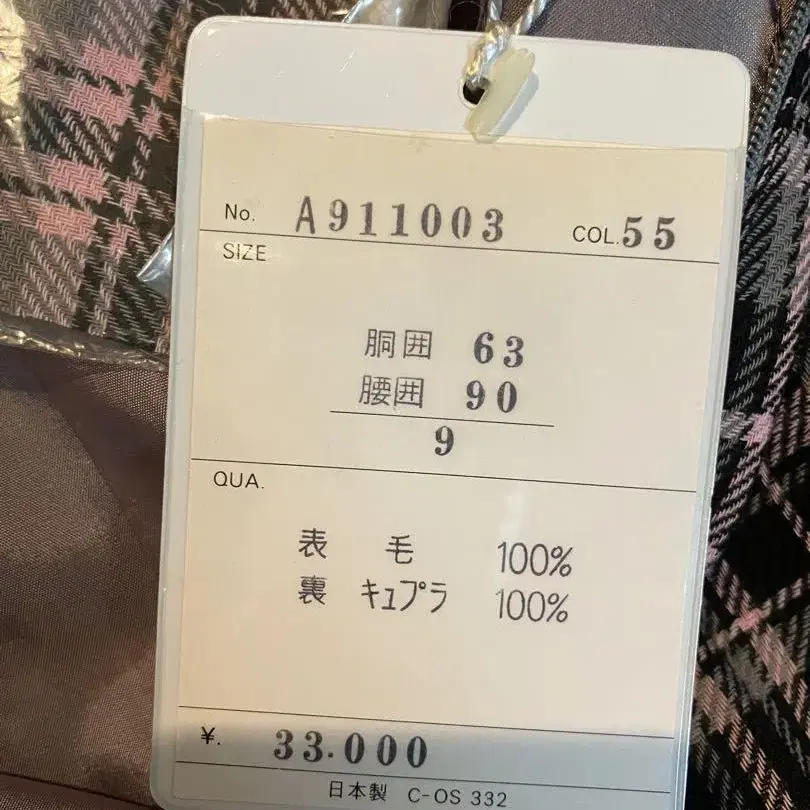 No. A911003 COL. 55
SIZE
胴囲 63
腰囲 90
9
QUA.
表 毛 100%
裏 キュプラ 100%
¥. 33.000
日本製 C-OS 332